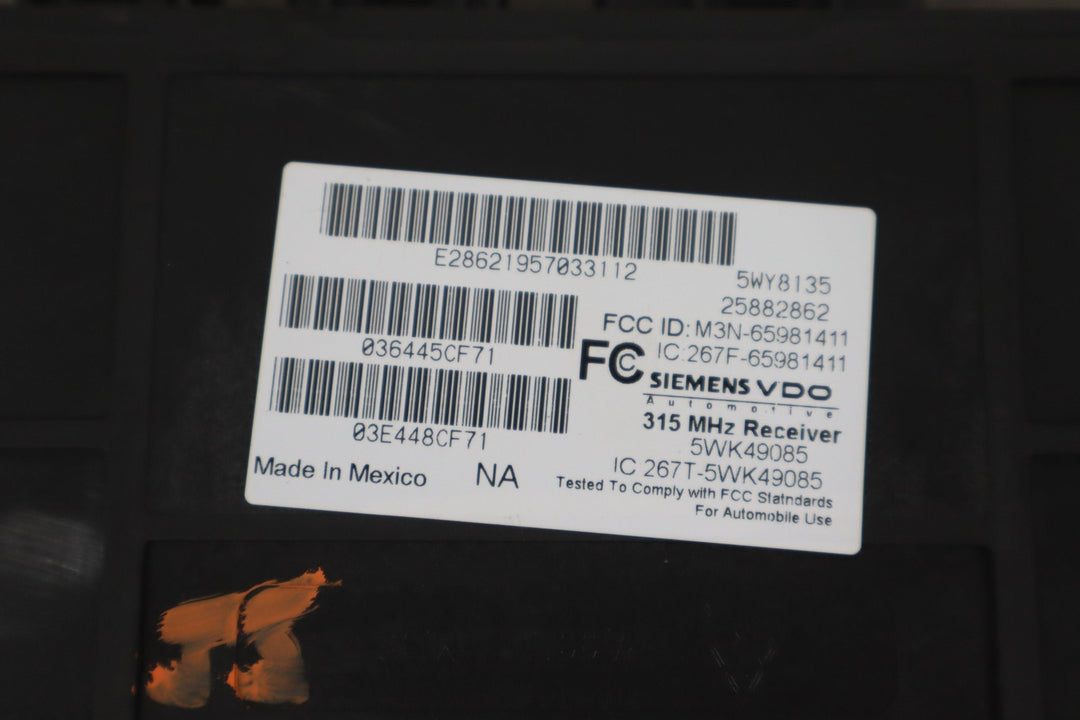 E28621957033112
5WY8135
25882862
036445CF71
FCC ID: M3N-65981411
FC IC:267F-65981411
SIEMENS VDO
Automotive
03E448CF71
315 MHz Receiver
5WK49085
Made In Mexico NA
IC 267T-5WK49085
Tested To Comply with FCC Statndards
For Automobile Use